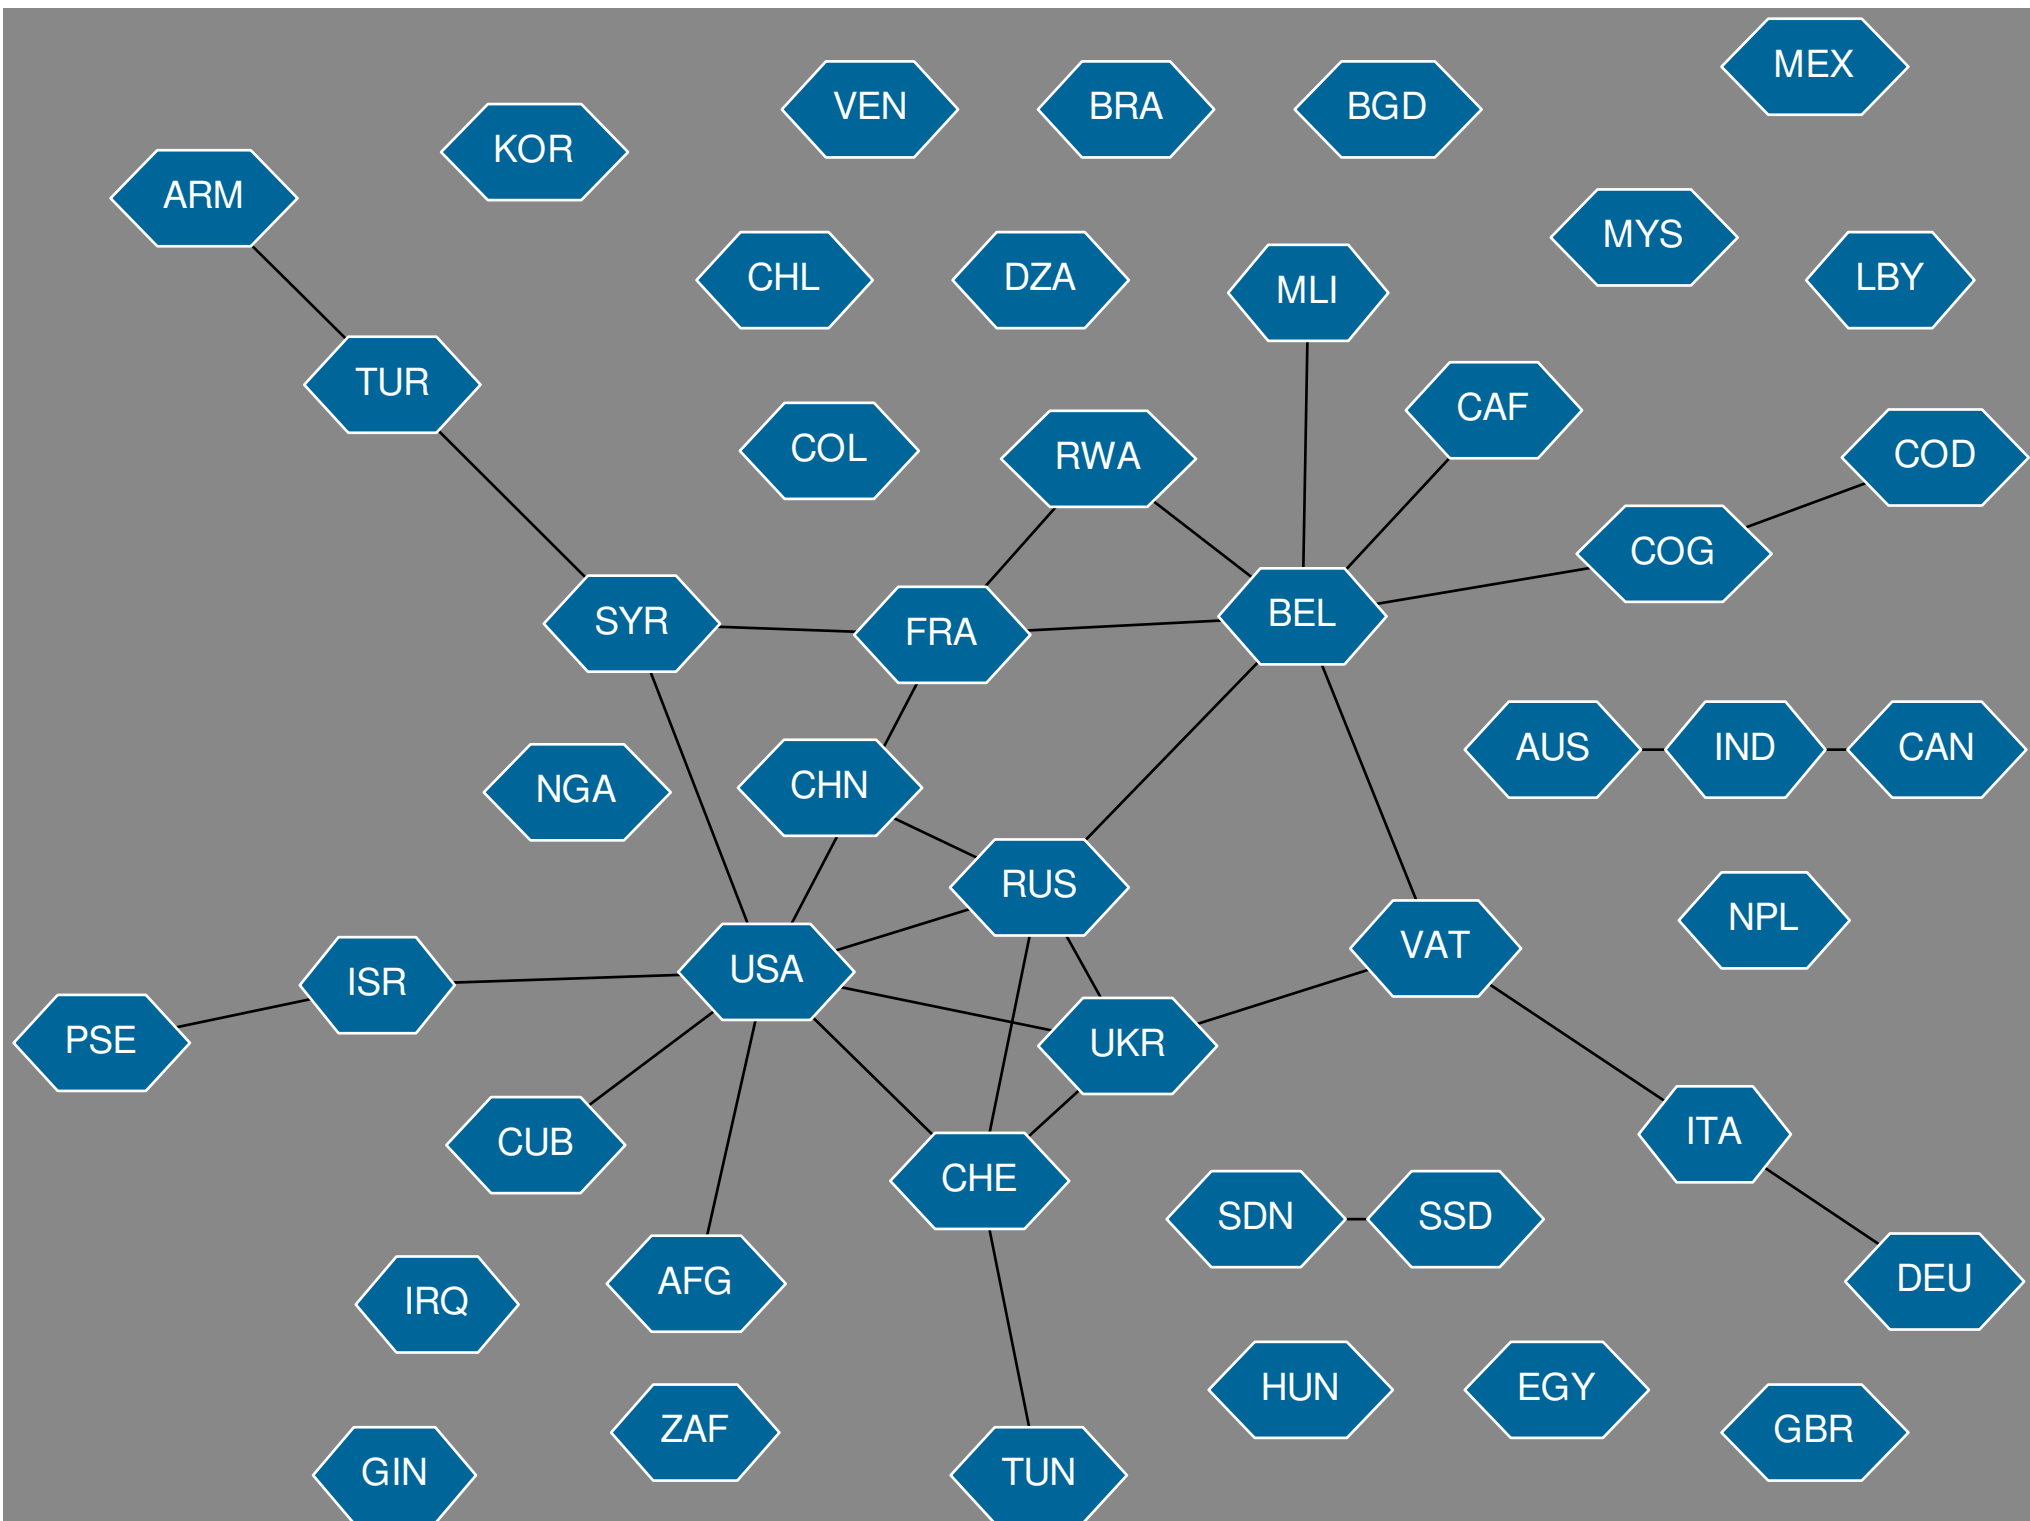 MEX
VEN
BRA
BGD
KOR
ARM
MYS
CHL
DZA
MLI
LBY
TUR
CAF
COL
RWA
COD
COG
SYR
FRA
BEL
AUS
IND
CAN
NGA
CHN
RUS
NPL
VAT
USA
ISR
PSE
UKR
ITA
CUB
CHE
SDN
SSD
AFG
DEU
IRQ
HUN
EGY
ZAF
GBR
GIN
TUN